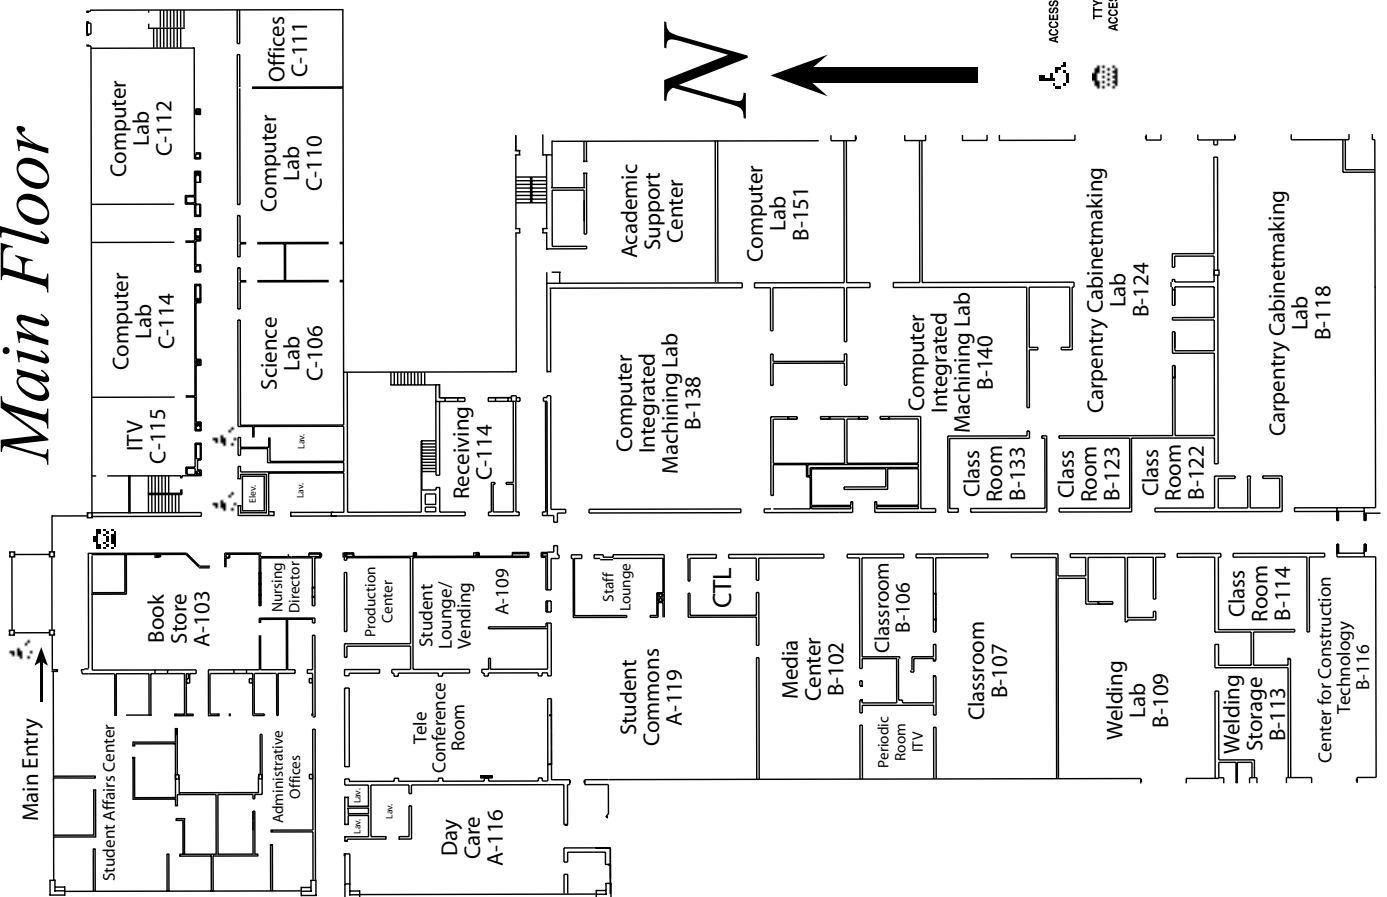 Main Floor
N
ACCESS
TTY
ACCES
Computer
Lab
C-112
Offices
C-111
Computer
Lab
C-110
Computer
Lab
C-114
Science
Lab
C-106
ITV
C-115
Lav.
Elev.
Lav.
Receiving
C-114
Academic
Support
Center
Computer
Lab
B-151
Computer
Integrated
Machining Lab
B-138
Computer
Integrated
Machining Lab
B-140
Carpentry Cabinetmaking
Lab
B-124
Carpentry Cabinetmaking
Lab
B-118
Class
Room
B-133
Class
Room
B-123
Class
Room
B-122
Main Entry
Book
Store
A-103
Nursing
Director
Production
Center
Student
Lounge/
Vending
A-109
Staff
Lounge
CTL
Student
Commons
A-119
Media
Center
B-102
Classroom
B-106
Periodic
Room
ITV
Classroom
B-107
Welding
Lab
B-109
Class
Room
B-114
Welding
Storage
B-113
Center for Construction
Technology
B-116
Student Affairs Center
Administrative
Offices
Tele
Conference
Room
Lav.
Lav.
Lav.
Day
Care
A-116